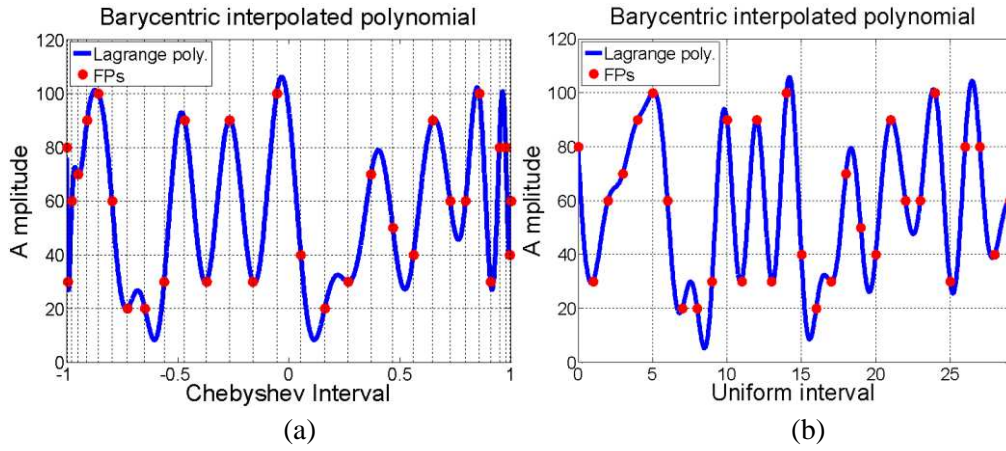 Barycentric interpolated polynomial
120
100
80
60
40
20
0
Lagrange poly.
FPs
A mplitude
-1
-0.5
0
0.5
1
Chebyshev Interval
(a)
Barycentric interpolated polynomial
120
100
80
60
40
20
0
Lagrange poly.
FPs
A mplitude
0
5
10
15
20
25
Uniform interval
(b)